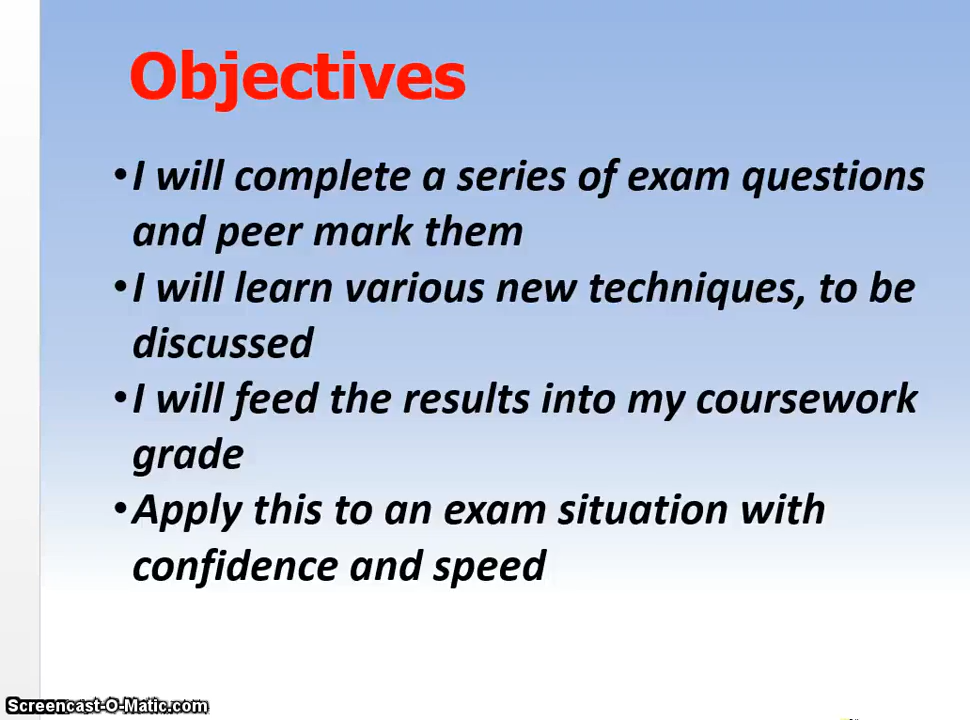 Objectives
•I will complete a series of exam questions
and peer mark them
•I will learn various new techniques, to be
discussed
•I will feed the results into my coursework
grade
•Apply this to an exam situation with
confidence and speed
Screencast-O-Matic.com